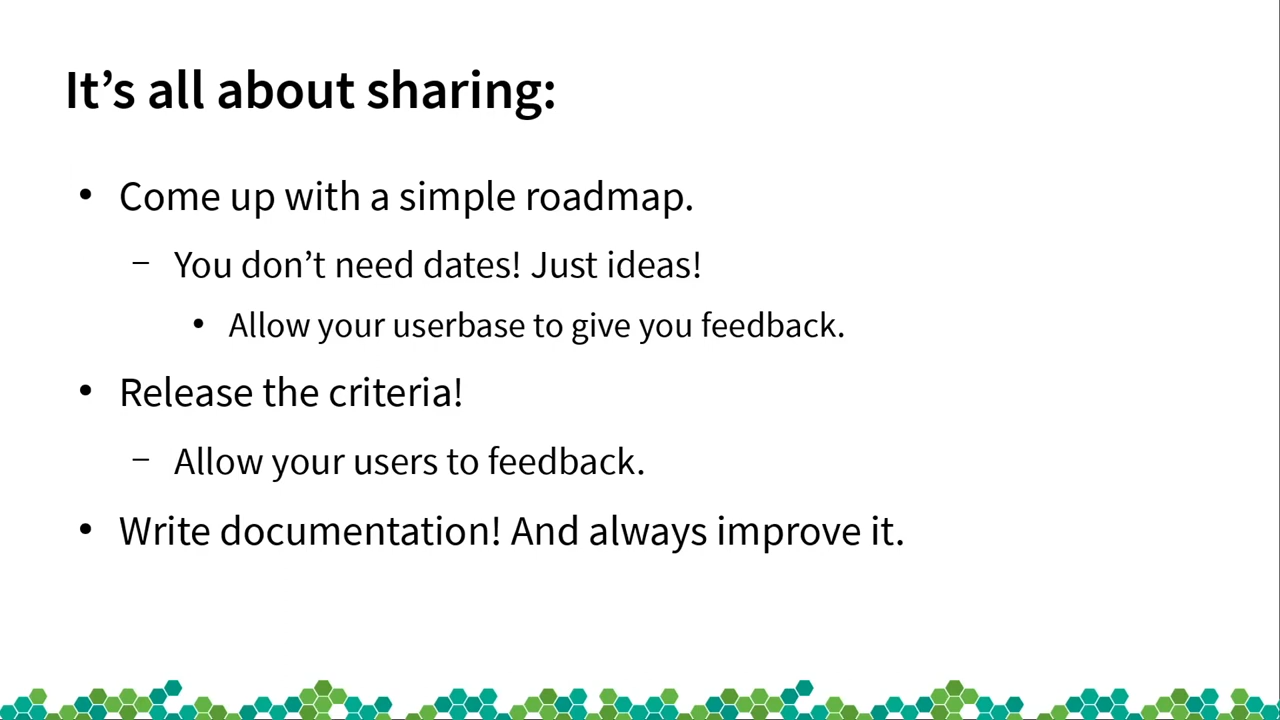 It’s all about sharing:
• Come up with a simple roadmap.
– You don’t need dates! Just ideas!
• Allow your userbase to give you feedback.
• Release the criteria!
– Allow your users to feedback.
• Write documentation! And always improve it.